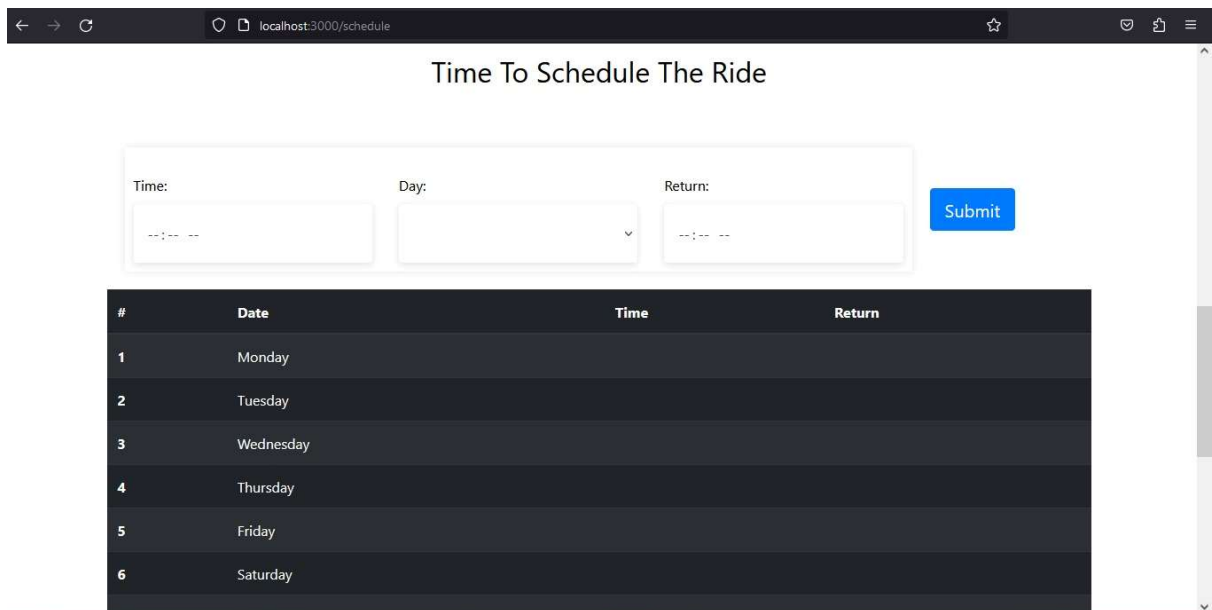 localhost:3000/schedule
Time To Schedule The Ride
Time: Day: Return:
--:-- -- --:-- --
Submit
# Date Time Return
1 Monday
2 Tuesday
3 Wednesday
4 Thursday
5 Friday
6 Saturday